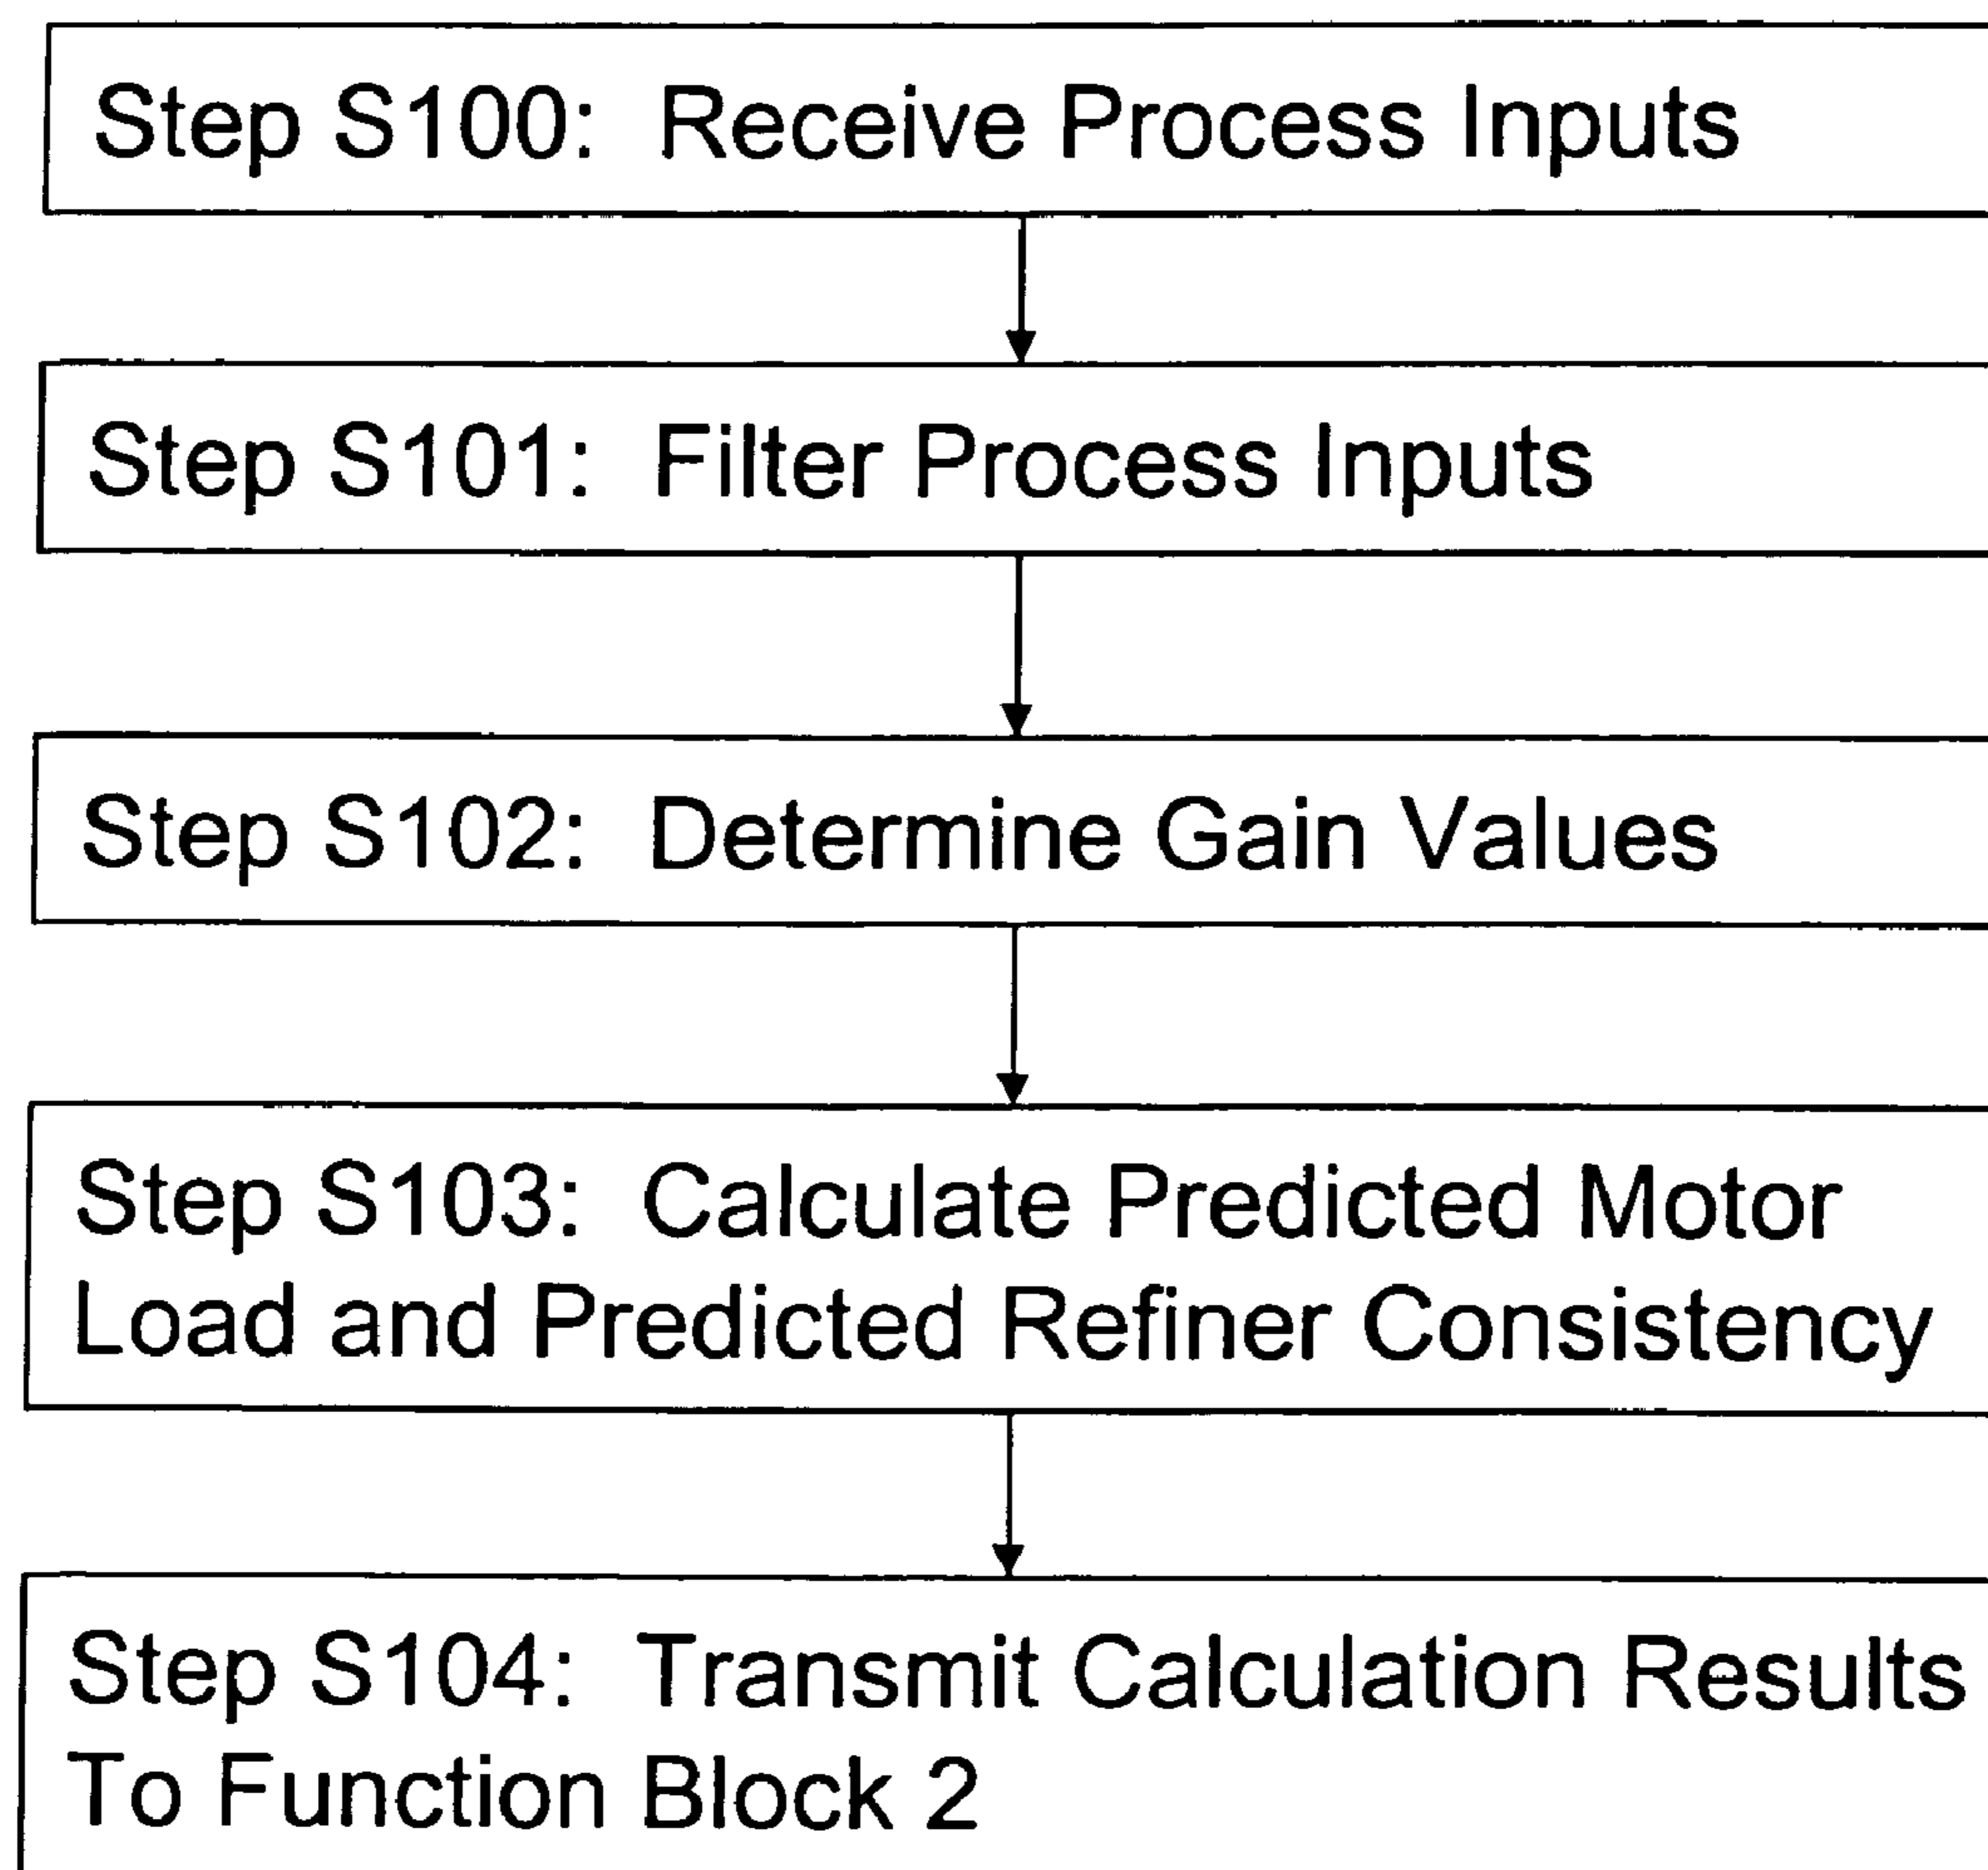 Step S100: Receive Process Inputs
Step S101: Filter Process Inputs
Step S102: Determine Gain Values
Step S103: Calculate Predicted Motor
Load and Predicted Refiner Consistency
Step S104: Transmit Calculation Results
To Function Block 2